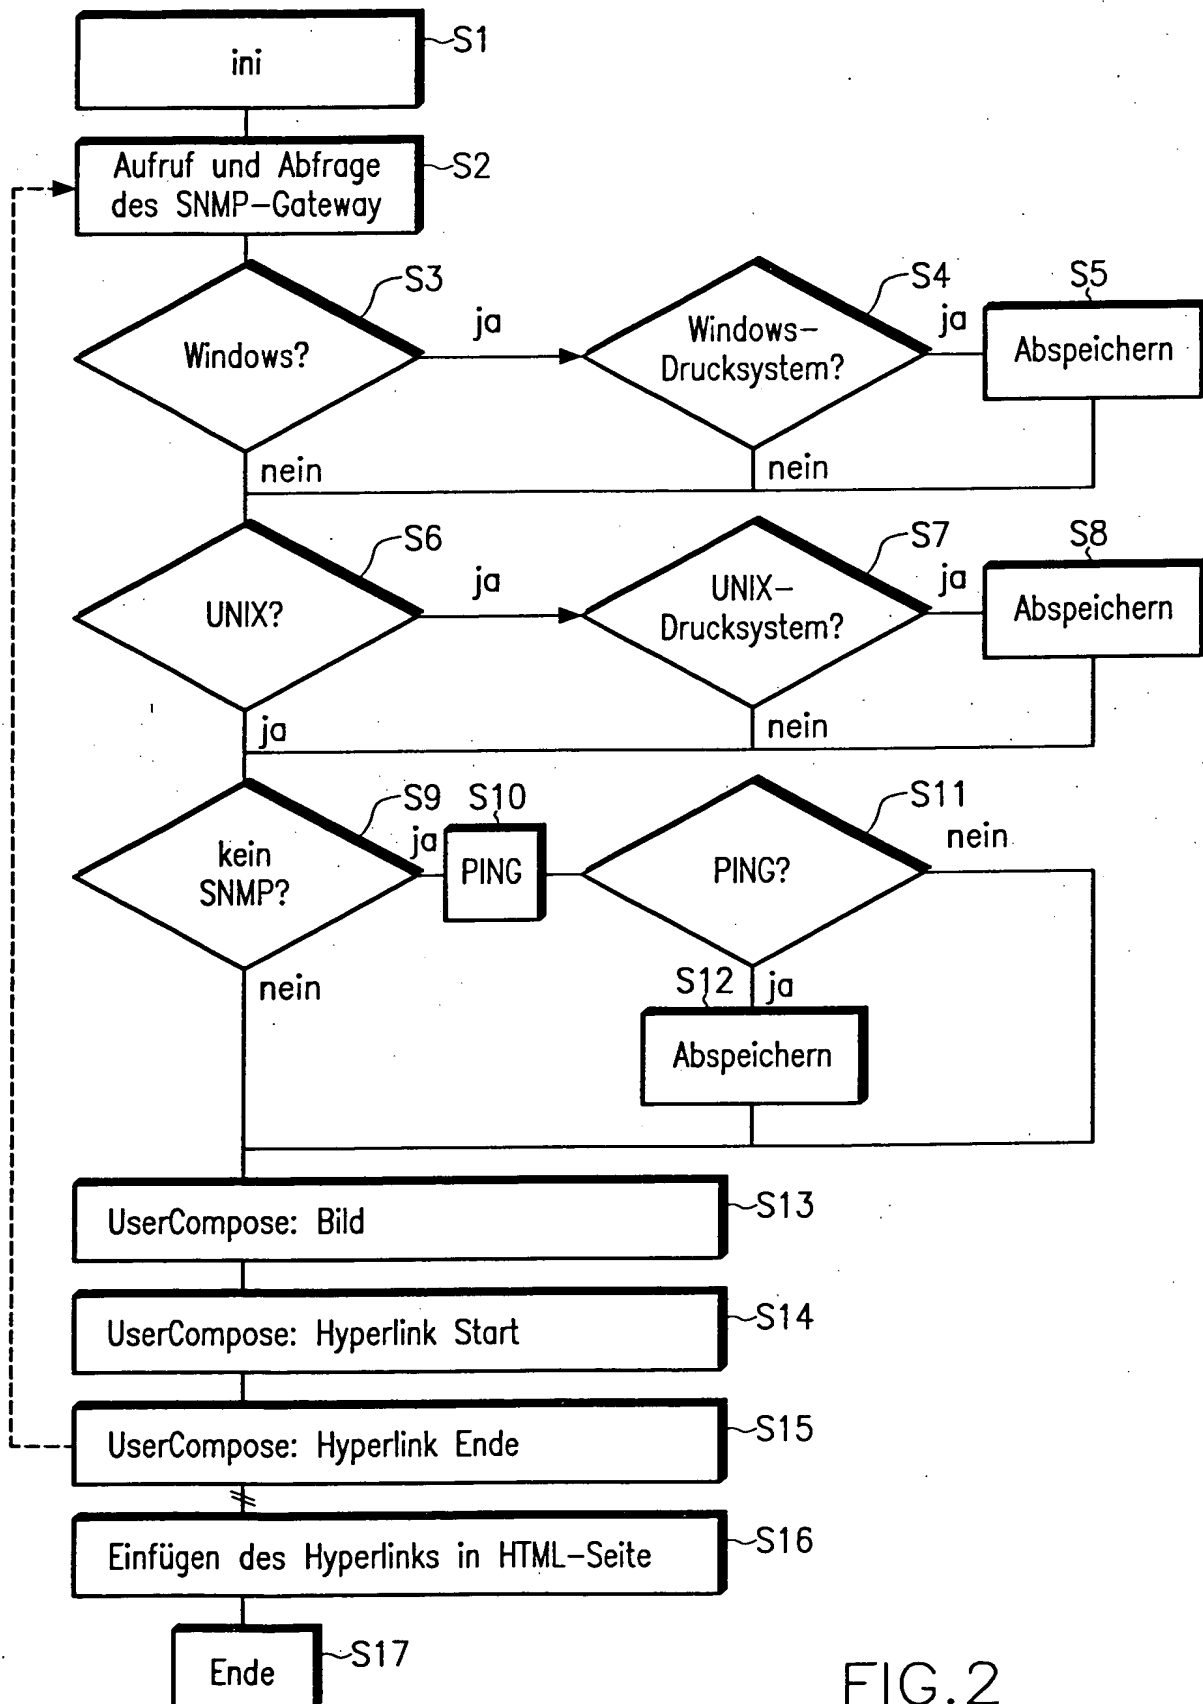 ini
S1
Aufruf und Abfrage
des SNMP-Gateway
S2
Windows?
S3
ja
nein
Windows-
Drucksystem?
S4
ja
nein
S5
Abspeichern
UNIX?
S6
ja
ja
UNIX-
Drucksystem?
S7
ja
nein
S8
Abspeichern
kein
SNMP?
S9
ja
nein
S10
PING
PING?
S11
nein
ja
S12
Abspeichern
UserCompose: Bild
S13
UserCompose: Hyperlink Start
S14
UserCompose: Hyperlink Ende
S15
Einfügen des Hyperlinks in HTML-Seite
S16
Ende
S17
FIG.2